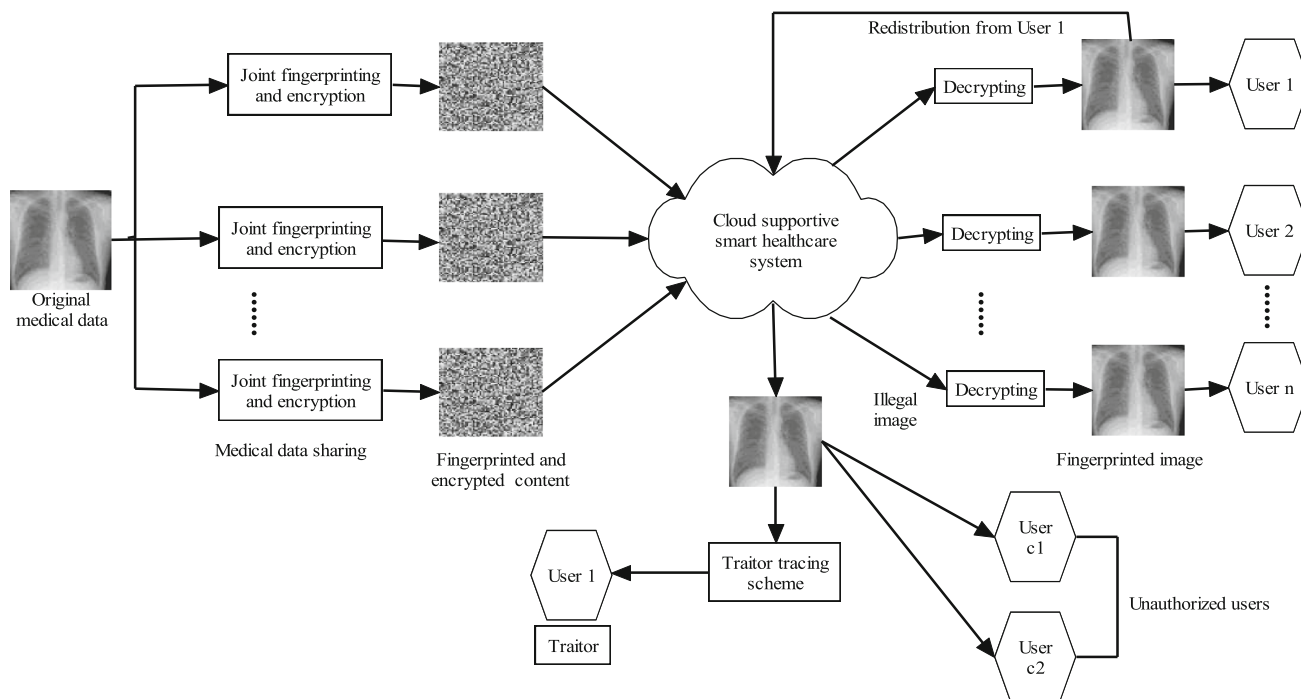 Redistribution from User 1
Joint fingerprinting
and encryption
Decrypting
User 1
Joint fingerprinting
and encryption
Cloud supportive
smart healthcare
system
Decrypting
User 2
Original
medical data
Joint fingerprinting
and encryption
Illegal
image
Decrypting
User n
Medical data sharing
Fingerprinted and
encrypted content
Fingerprinted image
User
c1
User 1
Traitor tracing
scheme
Unauthorized users
Traitor
User
c2